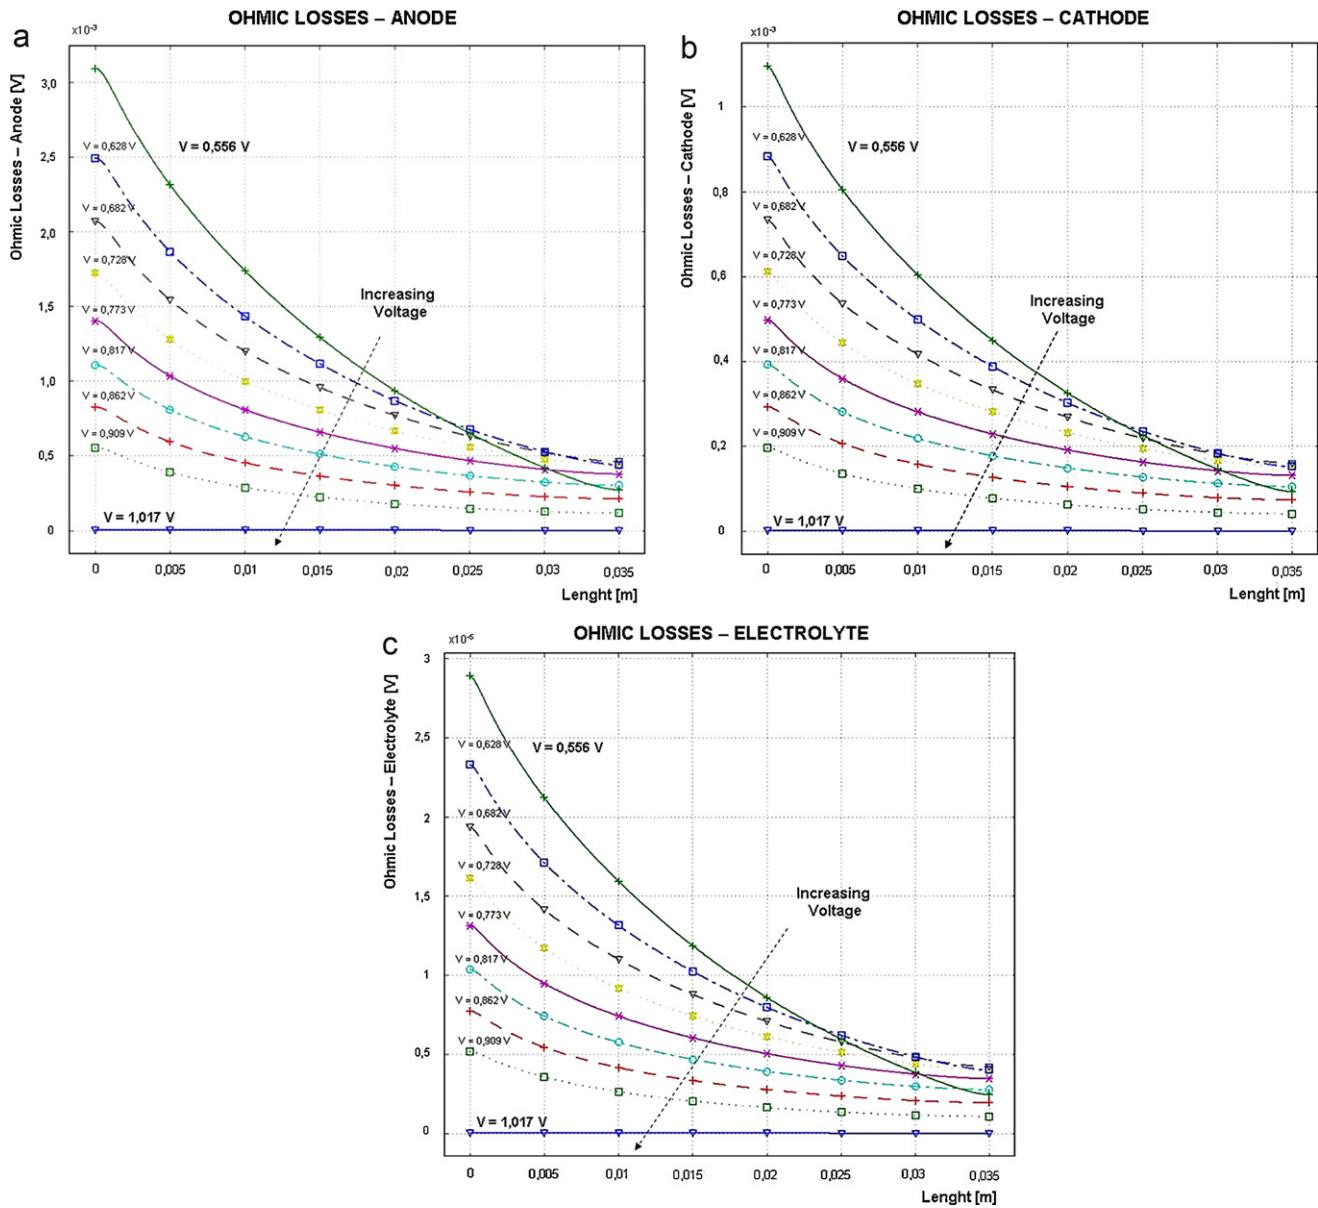 OHMIC LOSSES – ANODE
a
x10⁻³
Ohmic Losses – Anode [V]
3,0
2,5
2,0
1,5
1,0
0,5
0
V = 0,628 V
V = 0,556 V
V = 0,682 V
V = 0,728 V
V = 0,773 V
V = 0,817 V
V = 0,862 V
V = 0,909 V
V = 1,017 V
Increasing
Voltage
0 0,005 0,01 0,015 0,02 0,025 0,03 0,035
Lenght [m]
OHMIC LOSSES – CATHODE
b
x10⁻³
Ohmic Losses – Cathode [V]
1
0,8
0,6
0,4
0,2
0
V = 0,628 V
V = 0,556 V
V = 0,682 V
V = 0,728 V
V = 0,773 V
V = 0,817 V
V = 0,862 V
V = 0,909 V
V = 1,017 V
Increasing
Voltage
0 0,005 0,01 0,015 0,02 0,025 0,03 0,035
Lenght [m]
OHMIC LOSSES – ELECTROLYTE
c
Ohmic Losses – Electrolyte [V]
3
2,5
2
1,5
1
0,5
0
V = 0,628 V
V = 0,556 V
V = 0,682 V
V = 0,728 V
V = 0,773 V
V = 0,817 V
V = 0,862 V
V = 0,909 V
V = 1,017 V
Increasing
Voltage
0 0,005 0,01 0,015 0,02 0,025 0,03 0,035
Lenght [m]